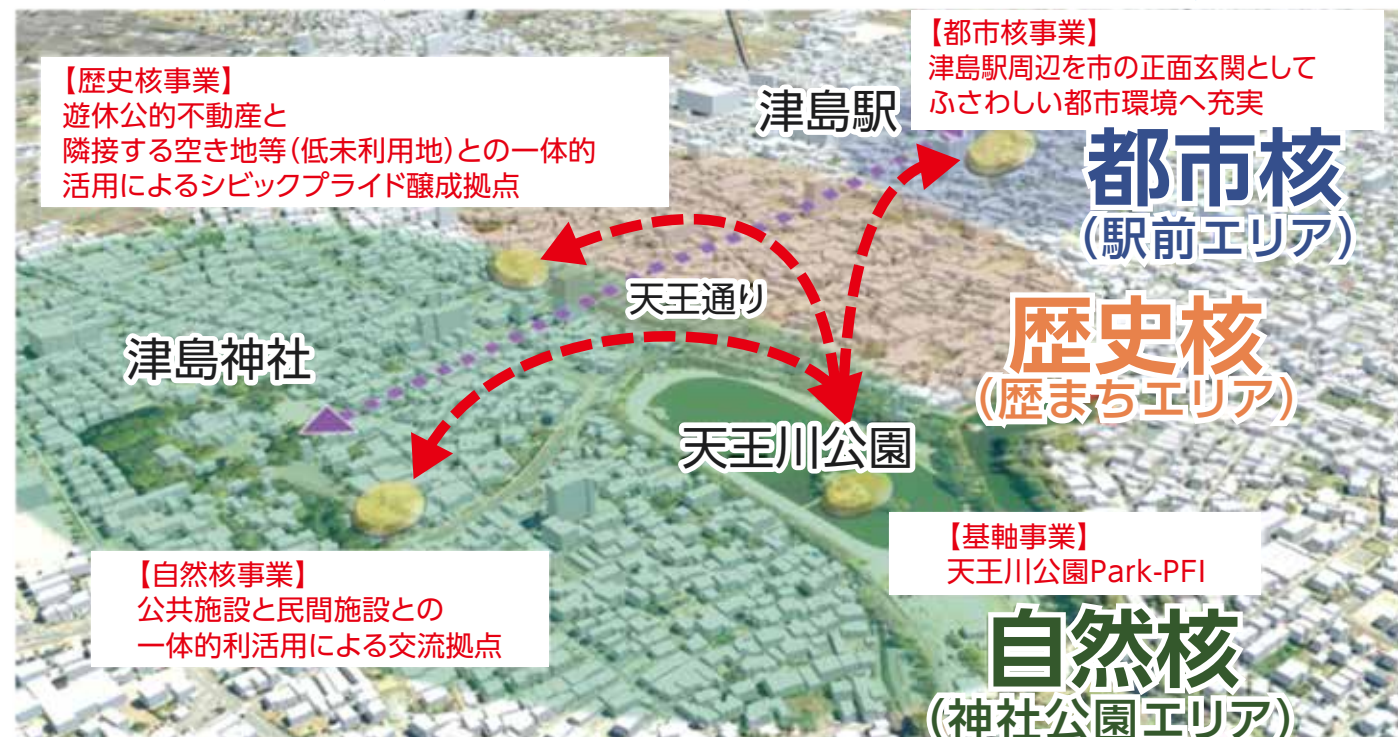 【都市核事業】
津島駅周辺を市の正面玄関として
ふさわしい都市環境へ充実
【歴史核事業】
遊休公的不動産と
隣接する空き地等(低未利用地)との一体的
活用によるシビックプライド醸成拠点
津島駅
都市核
(駅前エリア)
天王通り
歴史核
(歴まちエリア)
津島神社
天王川公園
【基軸事業】
天王川公園Park-PFI
【自然核事業】
公共施設と民間施設との
一体的利活用による交流拠点
自然核
(神社公園エリア)